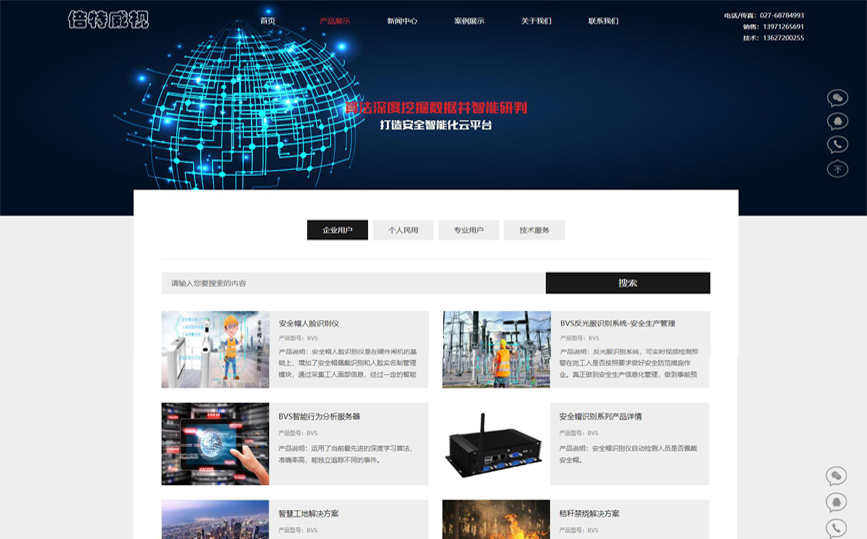 倍特威视
首页 产品展示 新闻中心 案例展示 关于我们 联系我们
电话/传真：027-68784993
销售：13971265691
技术：13627200255
算法深度挖掘数据并智能研判
打造安全智能化云平台
企业用户 个人民用 专业用户 技术服务
请输入您要搜索的内容 搜索
安全帽人脸识别仪
安全帽人脸识别仪
产品型号：BVS
产品说明：安全帽人脸识别仪是在硬件闸机的基
础上，增加了安全帽佩戴识别和人脸实名制管理
模块，通过采集工人面部信息，经过一定的智能
BVS反光服识别系统-安全生产管理
产品型号：BVS
产品说明：反光服识别系统，可实时视频检测预
警在岗工人是否按照要求做好安全防范措施作
业。真正做到安全生产信息化管理，做到事前预
BVS智能行为分析服务器
产品型号：BVS
产品说明：运用了当前最先进的深度学习算法，
准确率高，能独立追踪不同的事件。
安全帽识别系列产品详情
产品型号：BVS
产品说明：安全帽识别仪自动检测人员是否佩戴
安全帽。
智慧工地解决方案
产品型号：BVS
秸秆禁烧解决方案
产品型号：BVS